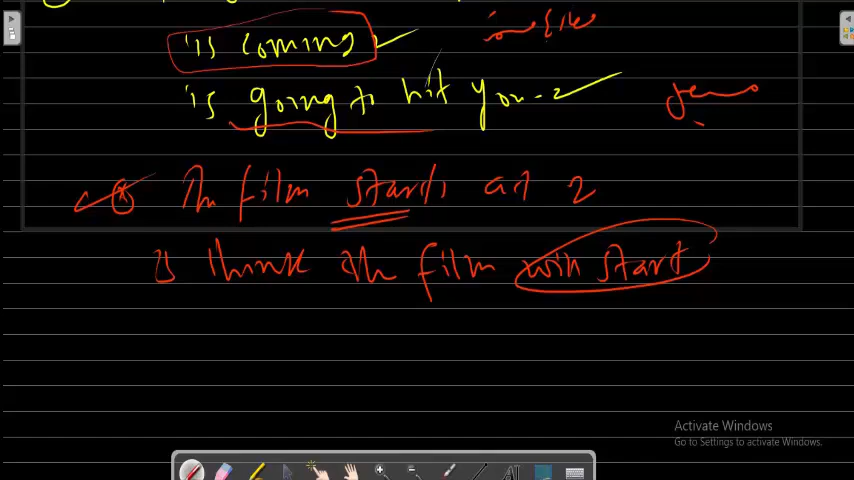 is coming
is going to hit you
The film starts at 2
I think the film will start
Activate Windows
Go to Settings to activate Windows.